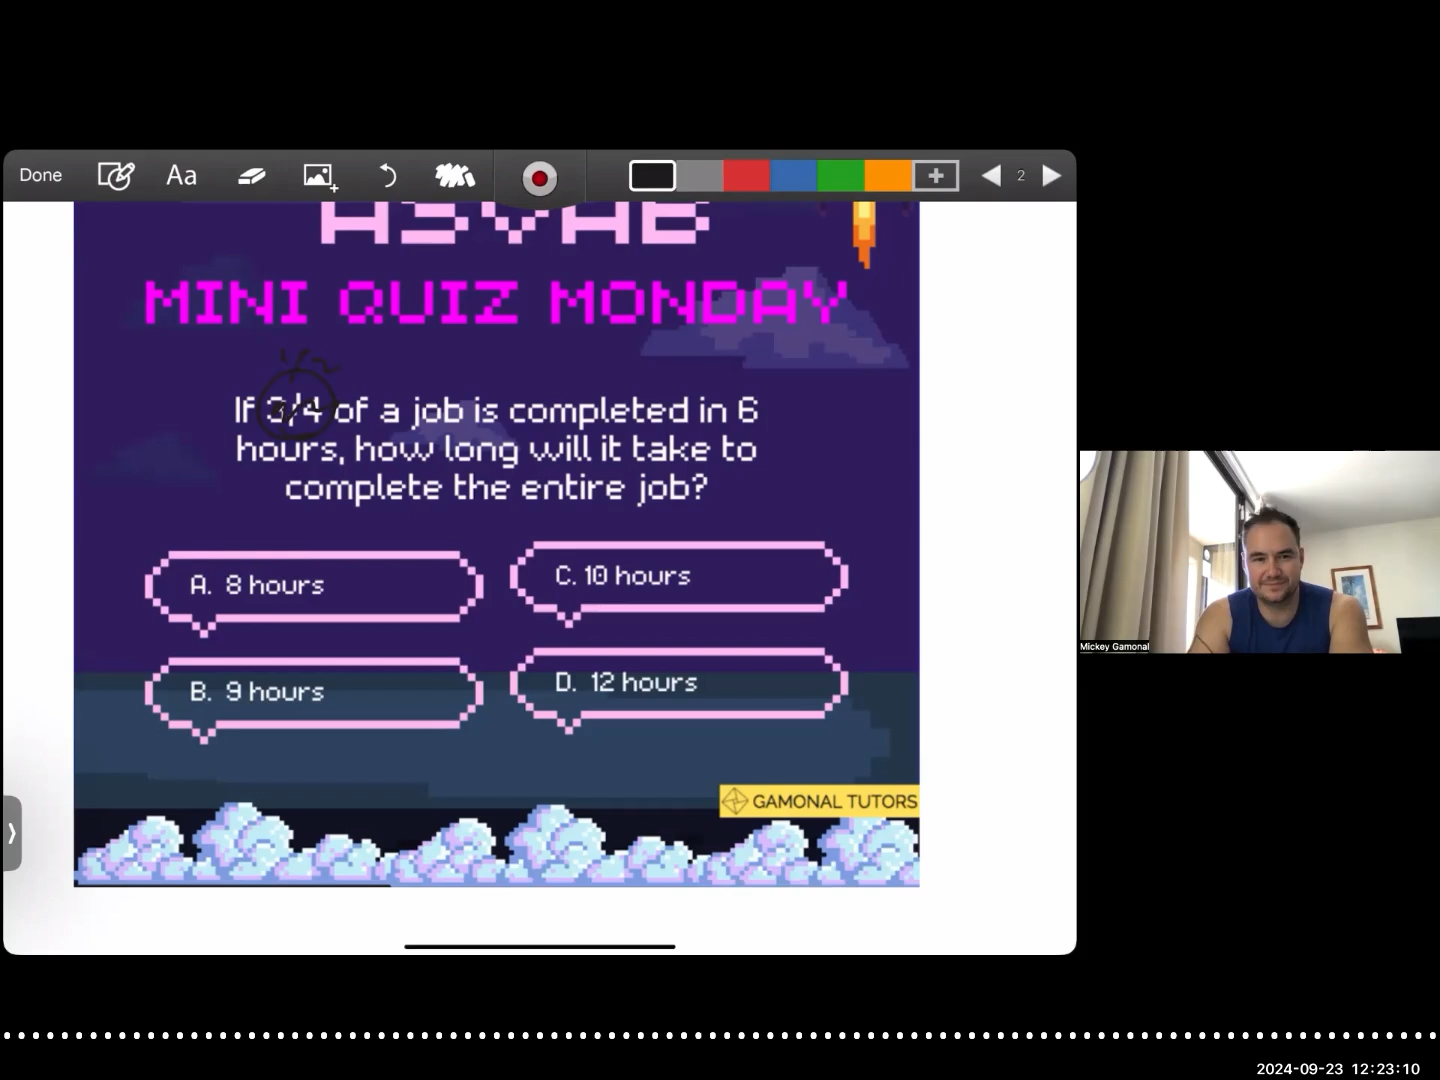 Done
Aa
2
ASVAB
MINI QUIZ MONDAY
If 3/4 of a job is completed in 6
hours, how long will it take to
complete the entire job?
A. 8 hours
C. 10 hours
B. 9 hours
D. 12 hours
GAMONAL TUTORS
Mickey Gamonal
2024-09-23 12:23:10